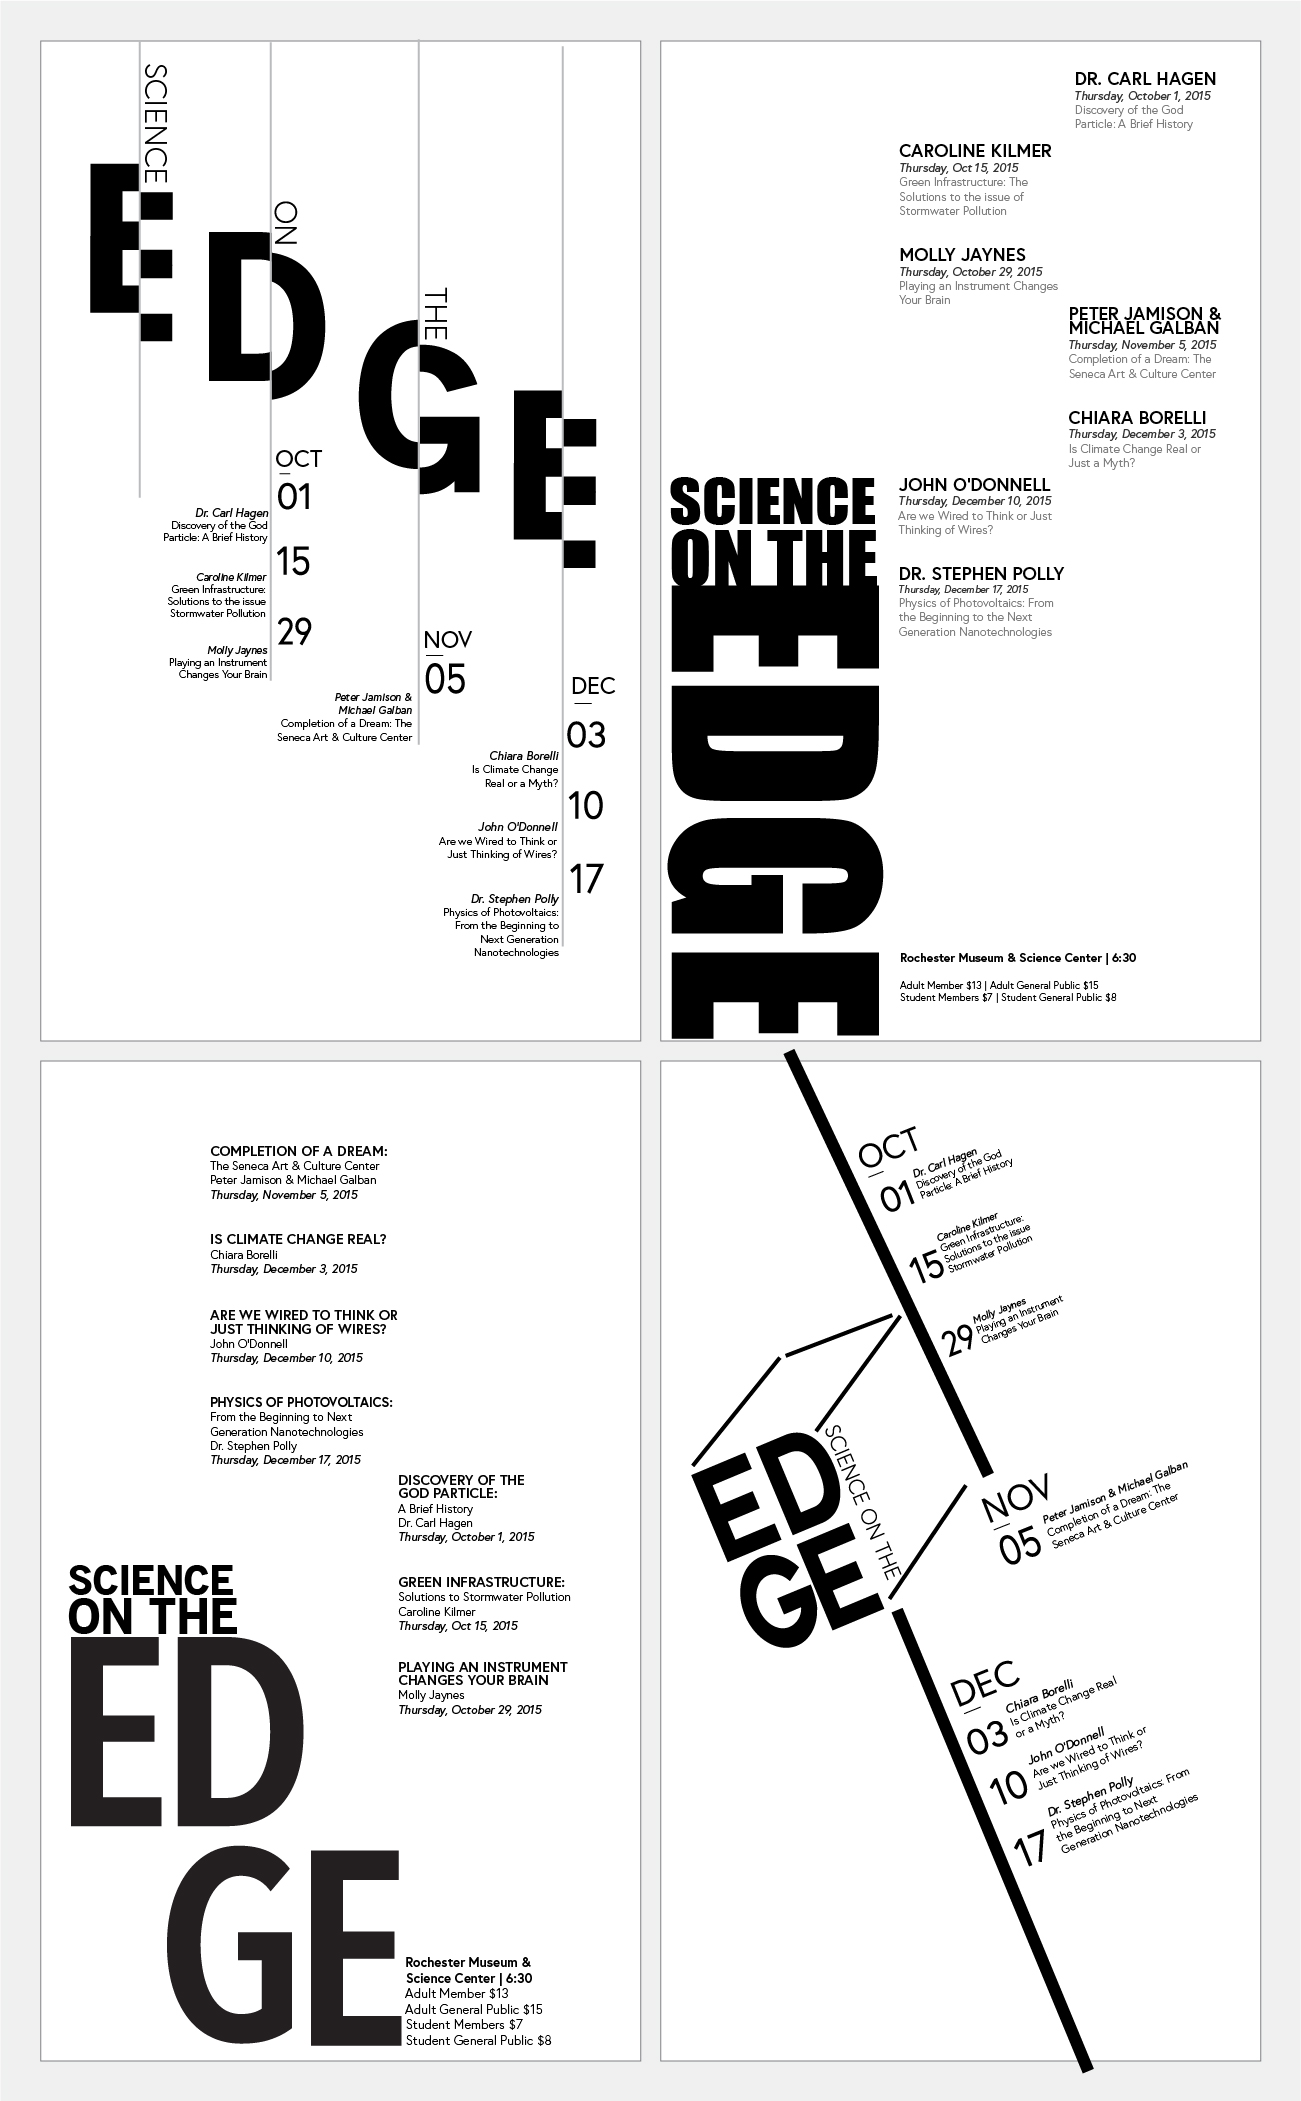 SCIENCE
ON
THE
E
D
G
E
OCT
01
Dr. Carl Hagen
Discovery of the God
Particle: A Brief History
15
Caroline Kilmer
Green Infrastructure:
Solutions to the issue
Stormwater Pollution
29
Molly Jaynes
Playing an Instrument
Changes Your Brain
NOV
05
Peter Jamison &
Michael Galban
Completion of a Dream: The
Seneca Art & Culture Center
DEC
03
Chiara Borelli
Is Climate Change
Real or a Myth?
10
John O'Donnell
Are we Wired to Think or
Just Thinking of Wires?
17
Dr. Stephen Polly
Physics of Photovoltaics:
From the Beginning to
Next Generation
Nanotechnologies
DR. CARL HAGEN
Thursday, October 1, 2015
Discovery of the God
Particle: A Brief History
CAROLINE KILMER
Thursday, Oct 15, 2015
Green Infrastructure: The
Solutions to the issue of
Stormwater Pollution
MOLLY JAYNES
Thursday, October 29, 2015
Playing an Instrument Changes
Your Brain
PETER JAMISON &
MICHAEL GALBAN
Thursday, November 5, 2015
Completion of a Dream: The
Seneca Art & Culture Center
CHIARA BORELLI
Thursday, December 3, 2015
Is Climate Change Real or
Just a Myth?
JOHN O'DONNELL
Thursday, December 10, 2015
Are we Wired to Think or Just
Thinking of Wires?
DR. STEPHEN POLLY
Thursday, December 17, 2015
Physics of Photovoltaics: From
the Beginning to the Next
Generation Nanotechnologies
SCIENCE
ON THE
EDGE
Rochester Museum & Science Center | 6:30
Adult Member $13 | Adult General Public $15
Student Members $7 | Student General Public $8
COMPLETION OF A DREAM:
The Seneca Art & Culture Center
Peter Jamison & Michael Galban
Thursday, November 5, 2015
IS CLIMATE CHANGE REAL?
Chiara Borelli
Thursday, December 3, 2015
ARE WE WIRED TO THINK OR
JUST THINKING OF WIRES?
John O'Donnell
Thursday, December 10, 2015
PHYSICS OF PHOTOVOLTAICS:
From the Beginning to Next
Generation Nanotechnologies
Dr. Stephen Polly
Thursday, December 17, 2015
DISCOVERY OF THE
GOD PARTICLE:
A Brief History
Dr. Carl Hagen
Thursday, October 1, 2015
GREEN INFRASTRUCTURE:
Solutions to Stormwater Pollution
Caroline Kilmer
Thursday, Oct 15, 2015
PLAYING AN INSTRUMENT
CHANGES YOUR BRAIN
Molly Jaynes
Thursday, October 29, 2015
SCIENCE
ON THE
ED
GE
Rochester Museum &
Science Center | 6:30
Adult Member $13
Adult General Public $15
Student Members $7
Student General Public $8
OCT
01
Dr. Carl Hagen
Discovery of the God
Particle: A Brief History
15
Caroline Kilmer
Green Infrastructure:
Solutions to the issue
Stormwater Pollution
29
Molly Jaynes
Playing an Instrument
Changes Your Brain
SCIENCE ON THE
ED
GE
NOV
05
Peter Jamison & Michael Galban
Completion of a Dream: The
Seneca Art & Culture Center
DEC
03
Chiara Borelli
Is Climate Change Real
or a Myth?
10
John O'Donnell
Are we Wired to Think or
Just Thinking of Wires?
17
Dr. Stephen Polly
Physics of Photovoltaics: From
the Beginning to Next
Generation Nanotechnologies